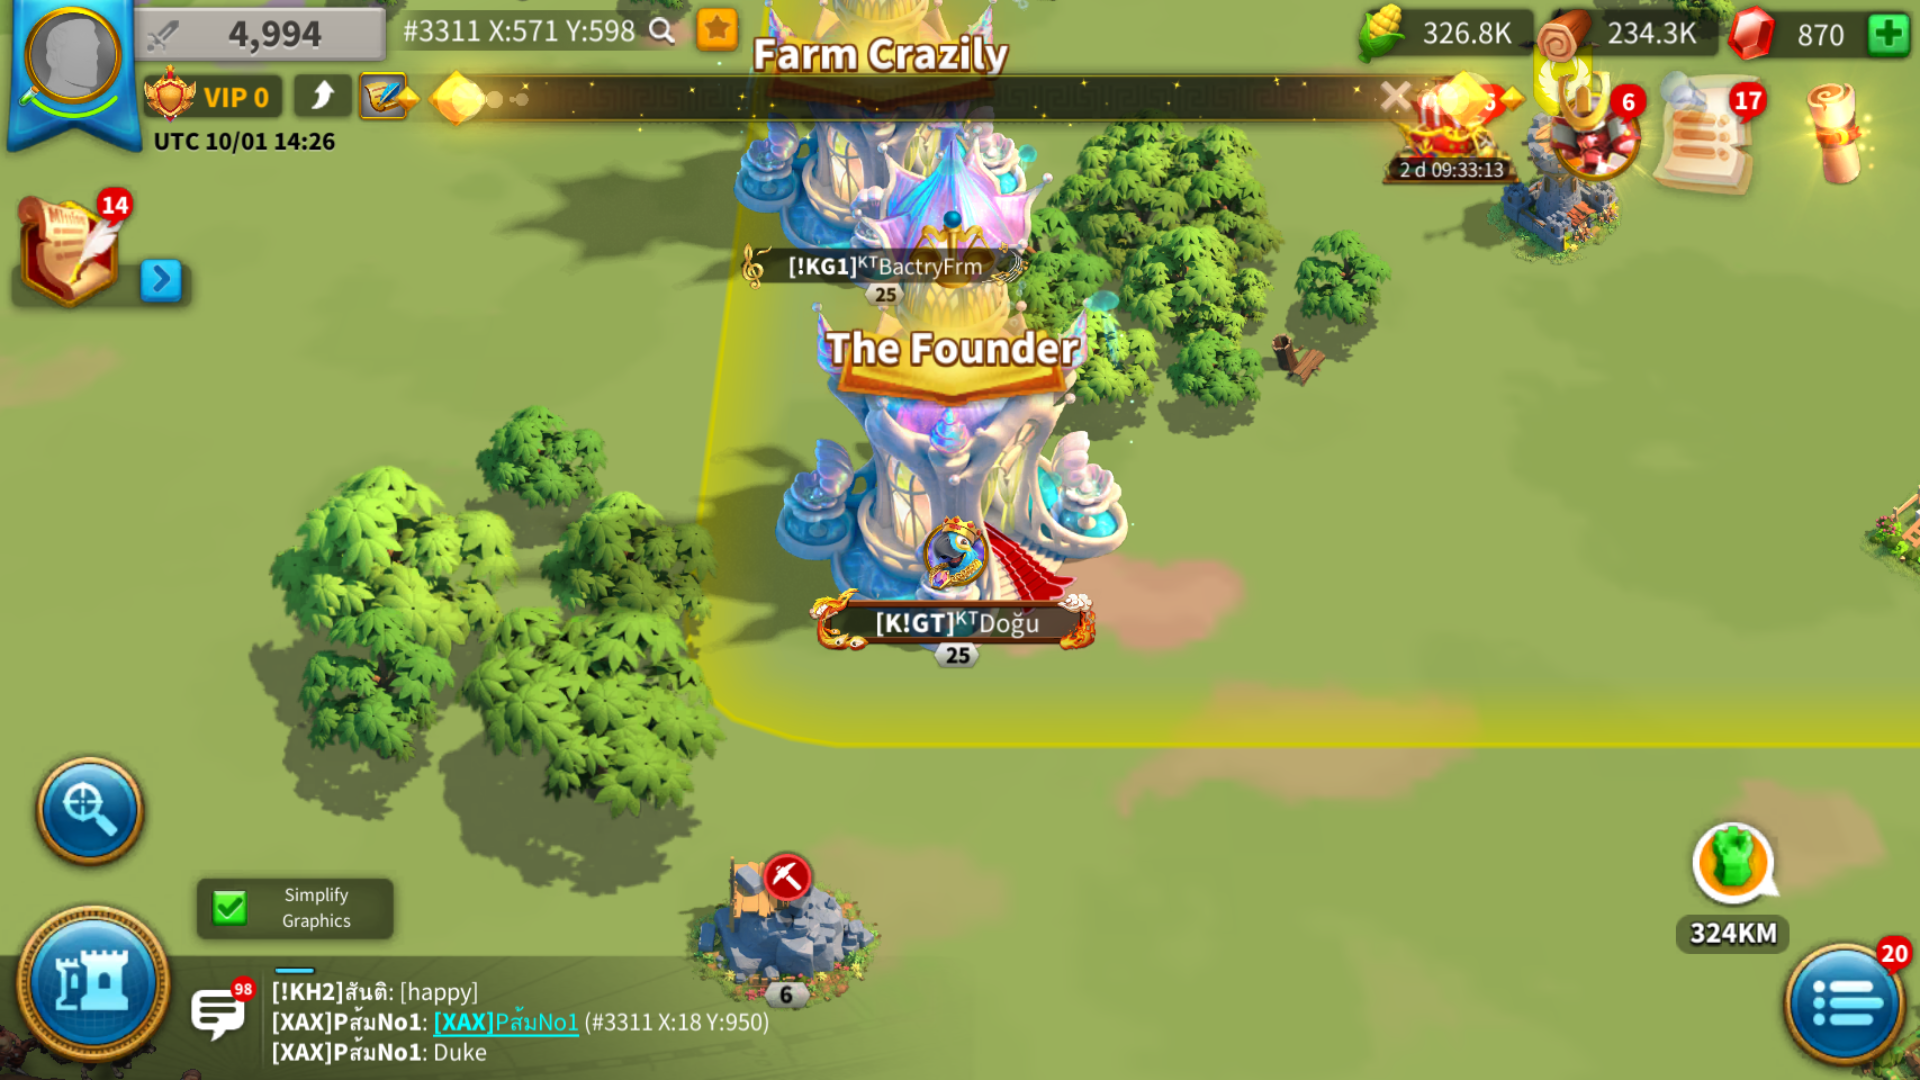 4,994
#3311 X:571 Y:598
326.8K
234.3K
870
VIP 0
UTC 10/01 14:26
Farm Crazily
6
6
17
2 d 09:33:13
Mission
14
[!KG1]ᴷᵀBactryFrm
25
The Founder
[K!GT]ᴷᵀDoğu
25
Simplify
Graphics
324KM
20
98
6
[!KH2]สันติ: [happy]
[XAX]Pส้มNo1: [XAX]Pส้มNo1 (#3311 X:18 Y:950)
[XAX]Pส้มNo1: Duke